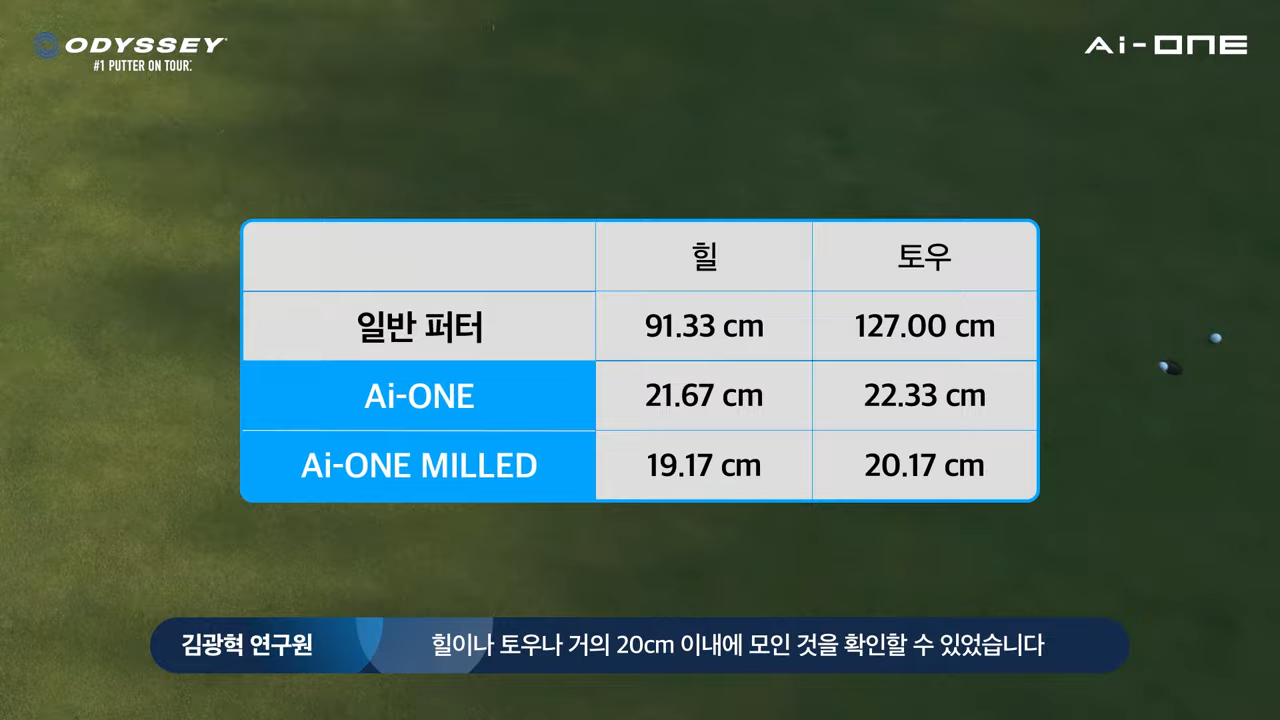 ODYSSEY
#1 PUTTER ON TOUR.
Ai-ONE
힐 토우
일반 퍼터 91.33 cm 127.00 cm
Ai-ONE 21.67 cm 22.33 cm
Ai-ONE MILLED 19.17 cm 20.17 cm
김광혁 연구원 힐이나 토우나 거의 20cm 이내에 모인 것을 확인할 수 있었습니다